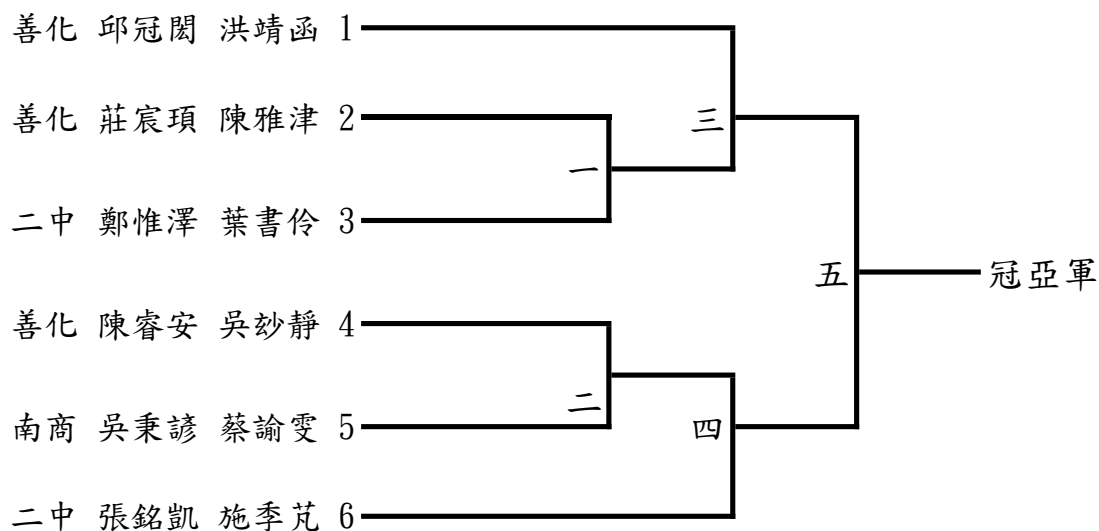 善化 邱冠閎 洪靖函 1
善化 莊宸頊 陳雅津 2
三
一
二中 鄭惟澤 葉書伶 3
五
冠亞軍
善化 陳睿安 吳玅靜 4
二
南商 吳秉諺 蔡諭雯 5
四
二中 張銘凱 施季芃 6